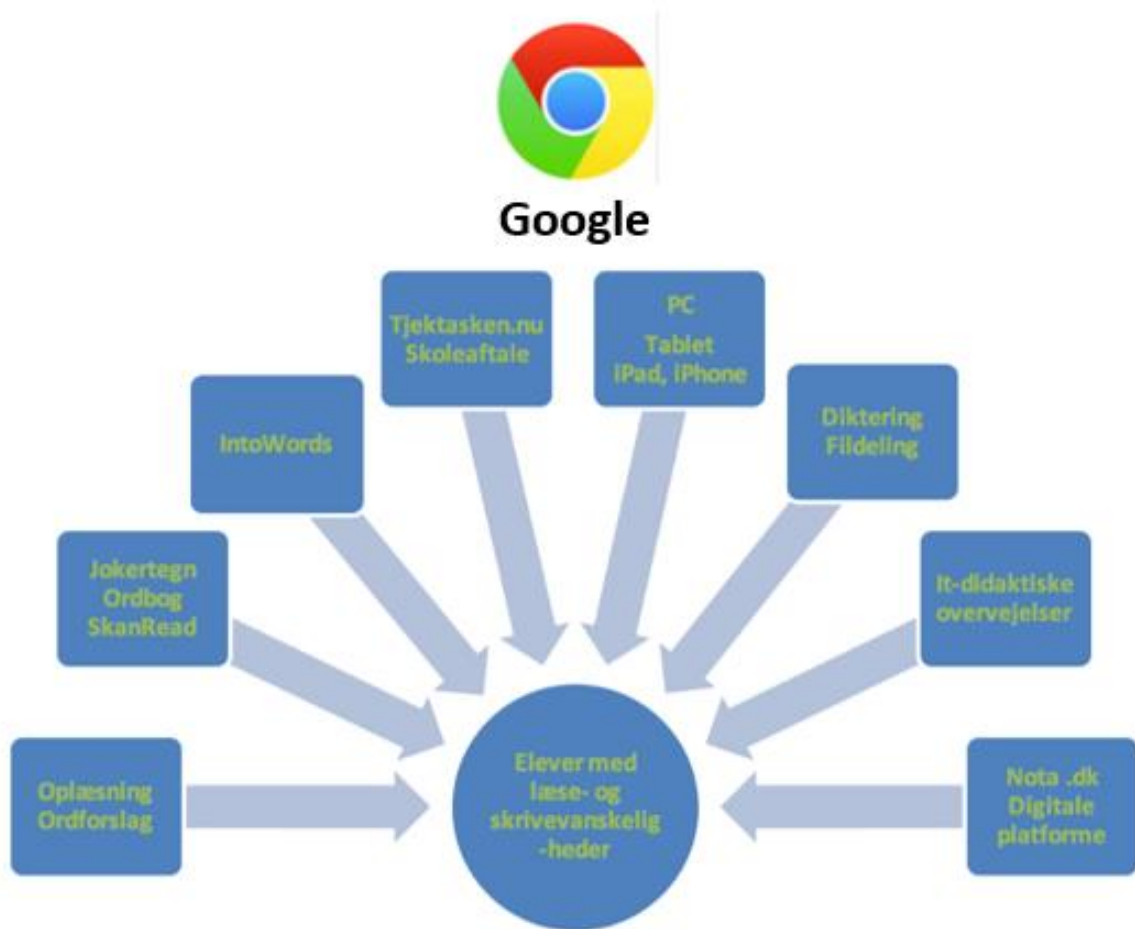 Google
Tjektasken.nu
Skoleaftale
PC
Tablet
iPad, iPhone
IntoWords
Diktering
Fildeling
Jokertegn
Ordbog
SkanRead
It-didaktiske
overvejelser
Oplæsning
Ordforslag
Elever med
læse- og
skrivevanskelig
-heder
Nota .dk
Digitale
platforme